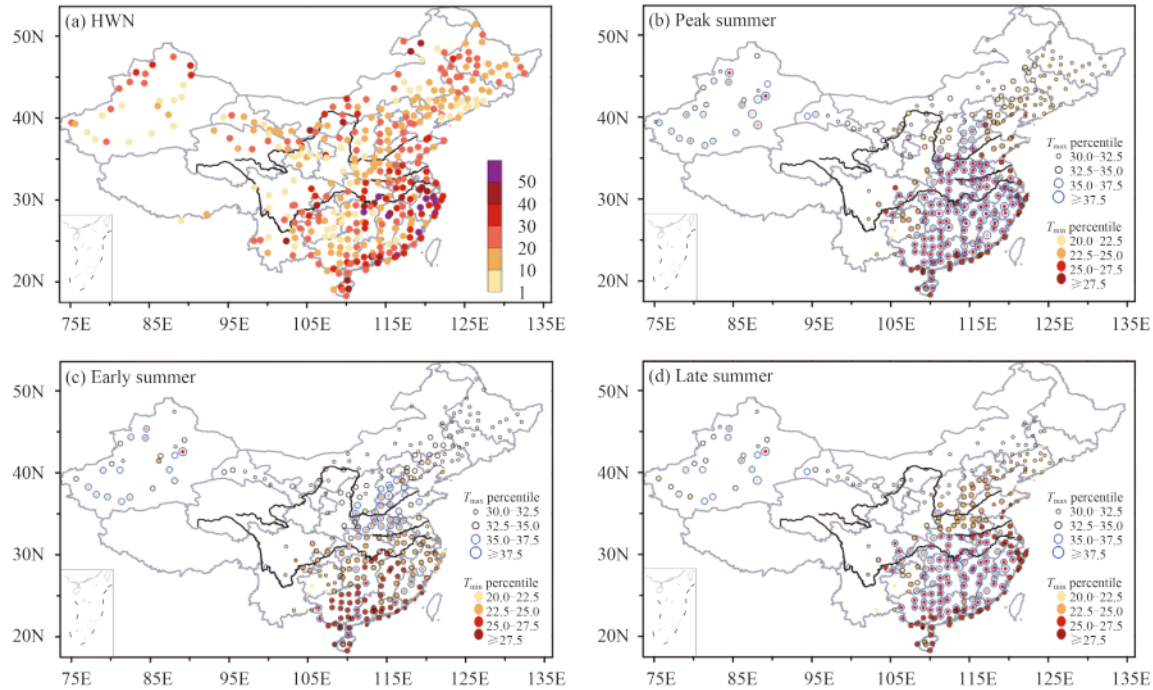 (a) HWN
50N
40N
30N
20N
50
40
30
20
10
1
75E 85E 95E 105E 115E 125E 135E
(b) Peak summer
50N
40N
30N
20N
Tmax percentile
30.0–32.5
32.5–35.0
35.0–37.5
≥37.5
Tmin percentile
20.0–22.5
22.5–25.0
25.0–27.5
≥27.5
75E 85E 95E 105E 115E 125E 135E
(c) Early summer
50N
40N
30N
20N
Tmax percentile
30.0–32.5
32.5–35.0
35.0–37.5
≥37.5
Tmin percentile
20.0–22.5
22.5–25.0
25.0–27.5
≥27.5
75E 85E 95E 105E 115E 125E 135E
(d) Late summer
50N
40N
30N
20N
Tmax percentile
30.0–32.5
32.5–35.0
35.0–37.5
≥37.5
Tmin percentile
20.0–22.5
22.5–25.0
25.0–27.5
≥27.5
75E 85E 95E 105E 115E 125E 135E